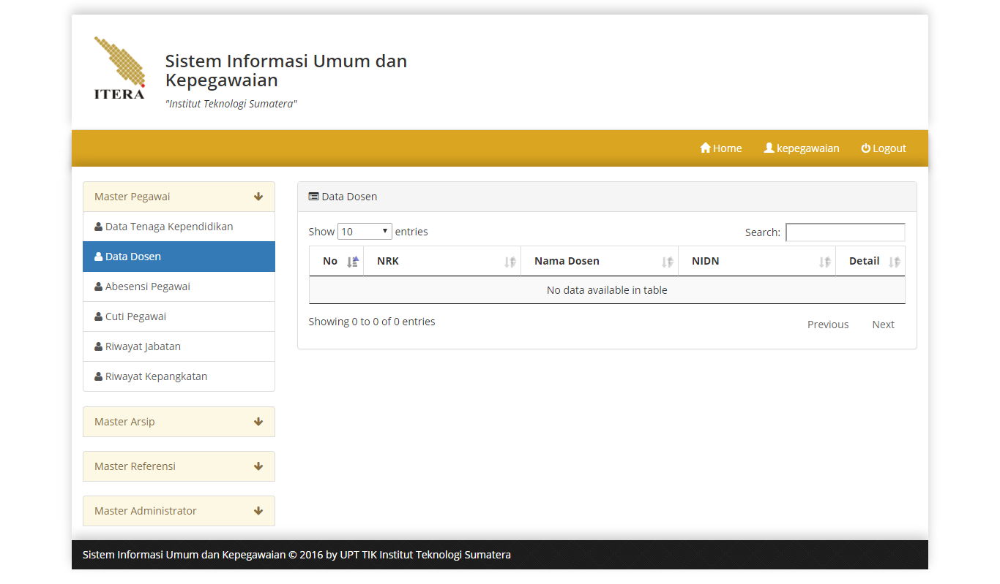 ITERA
Sistem Informasi Umum dan
Kepegawaian
"Institut Teknologi Sumatera"
Home kepegawaian Logout
Master Pegawai
Data Tenaga Kependidikan
Data Dosen
Abesensi Pegawai
Cuti Pegawai
Riwayat Jabatan
Riwayat Kepangkatan
Master Arsip
Master Referensi
Master Administrator
Data Dosen
Show 10 entries Search:
No NRK Nama Dosen NIDN Detail
No data available in table
Showing 0 to 0 of 0 entries Previous Next
Sistem Informasi Umum dan Kepegawaian © 2016 by UPT TIK Institut Teknologi Sumatera